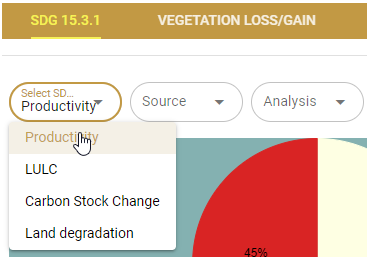 SDG 15.3.1 VEGETATION LOSS/GAIN
Select SD...
Productivity Source Analysis
Productivity
LULC
Carbon Stock Change
Land degradation
45%